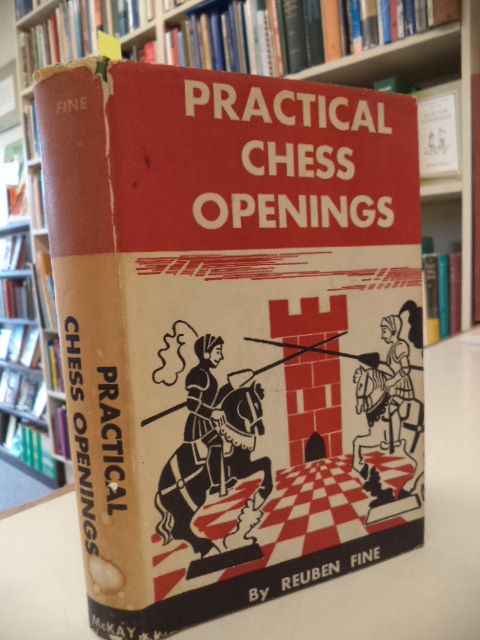 PRACTICAL
CHESS
OPENINGS
By REUBEN FINE
FINE
PRACTICAL
CHESS OPENINGS
McKAY